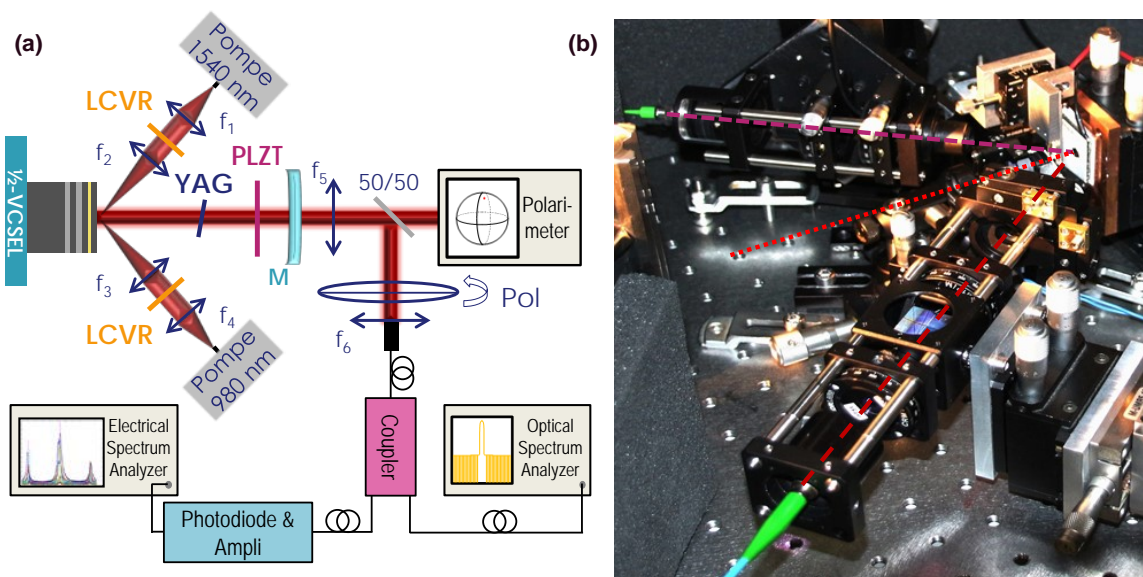 (a)
Pompe
1540 nm
LCVR
f1
f2
PLZT
YAG
f5
50/50
½-VCSEL
Polari-
meter
M
f3
Pol
LCVR
f4
f6
Pompe
980 nm
Electrical
Spectrum
Analyzer
Coupler
Optical
Spectrum
Analyzer
Photodiode &
Ampli
(b)